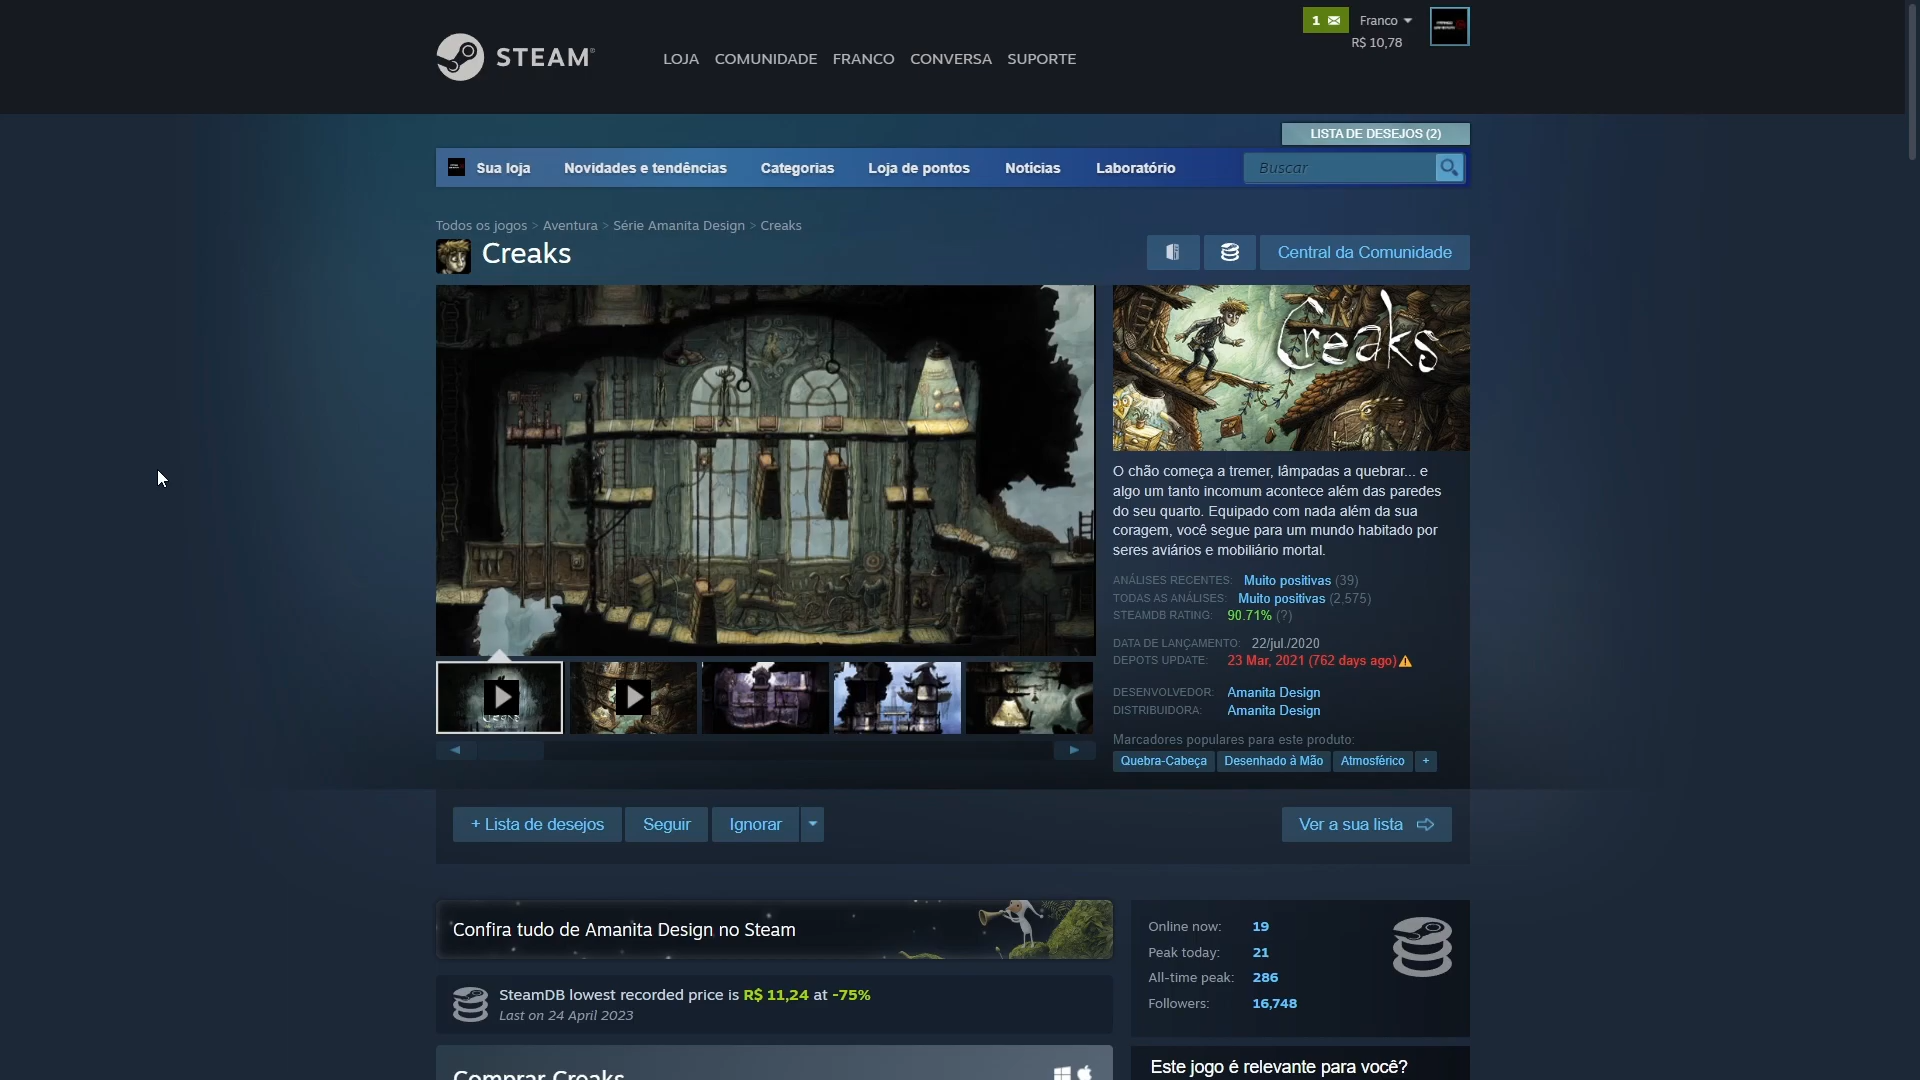 1
Franco
R$ 10,78
STEAM
LOJA COMUNIDADE FRANCO CONVERSA SUPORTE
LISTA DE DESEJOS (2)
Sua loja Novidades e tendências Categorias Loja de pontos Notícias Laboratório Buscar
Todos os jogos > Aventura > Série Amanita Design > Creaks
Creaks
Central da Comunidade
Creaks
O chão começa a tremer, lâmpadas a quebrar... e
algo um tanto incomum acontece além das paredes
do seu quarto. Equipado com nada além da sua
coragem, você segue para um mundo habitado por
seres aviários e mobiliário mortal.
ANÁLISES RECENTES: Muito positivas (39)
TODAS AS ANÁLISES: Muito positivas (2,575)
STEAMDB RATING: 90.71% (?)
DATA DE LANÇAMENTO: 22/jul./2020
DEPOTS UPDATE: 23 Mar, 2021 (762 days ago)
DESENVOLVEDOR: Amanita Design
DISTRIBUIDORA: Amanita Design
Marcadores populares para este produto:
Quebra-Cabeça Desenhado à Mão Atmosférico +
+ Lista de desejos Seguir Ignorar
Ver a sua lista
Confira tudo de Amanita Design no Steam
SteamDB lowest recorded price is R$ 11,24 at -75%
Last on 24 April 2023
Online now: 19
Peak today: 21
All-time peak: 286
Followers: 16,748
Comprar Creaks
Este jogo é relevante para você?